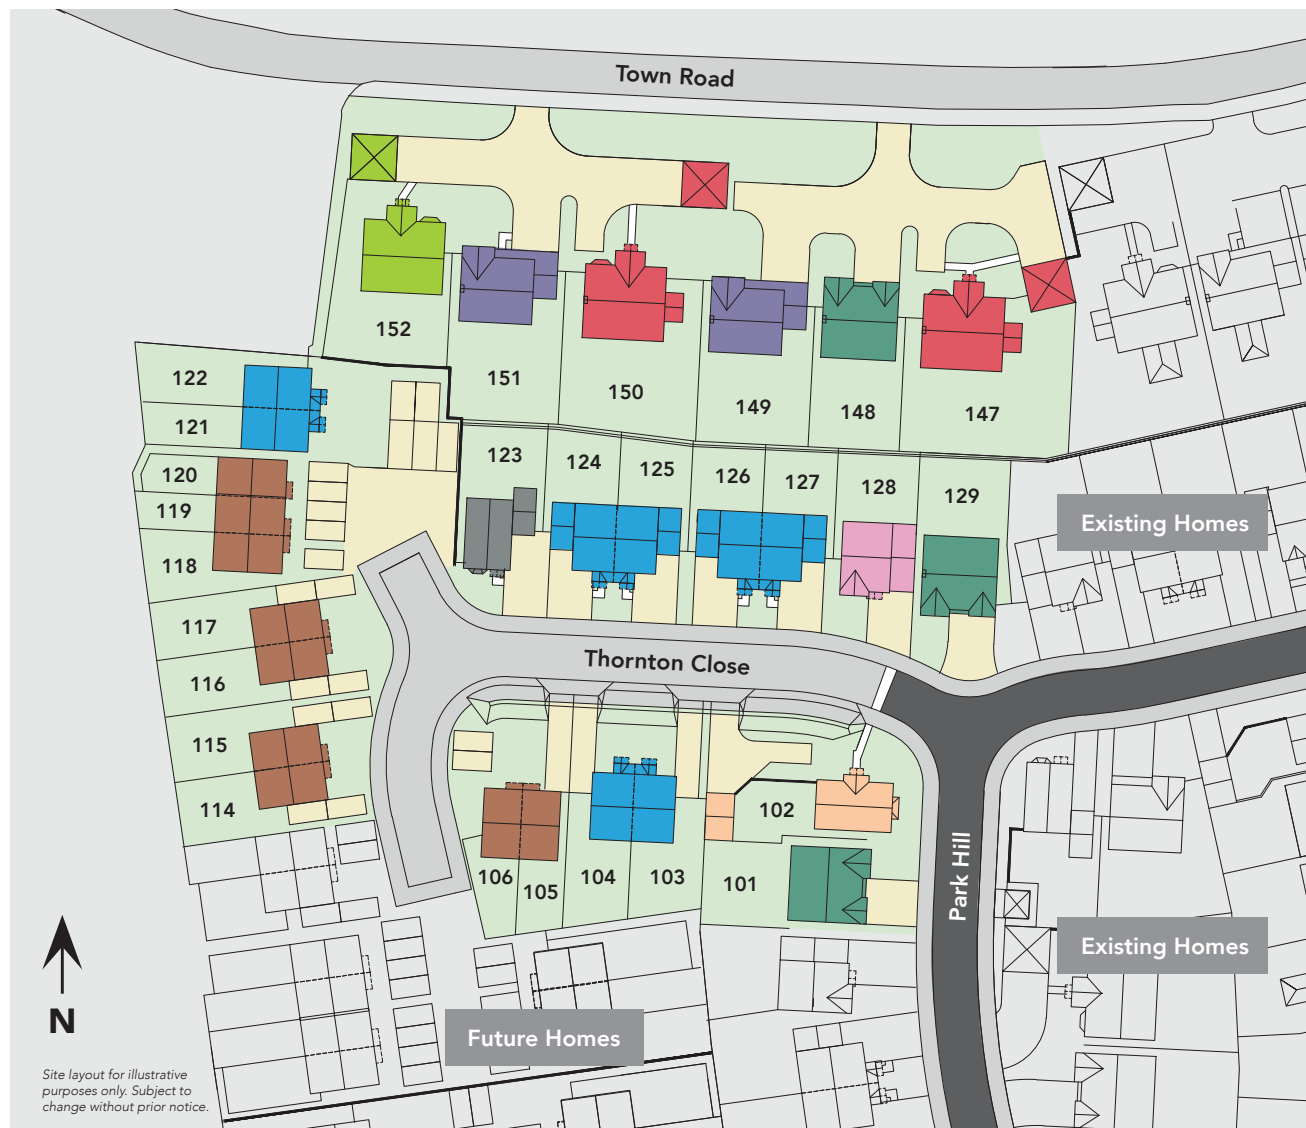 Town Road
152
151
150
149
148
147
122
121
120
119
118
117
116
115
114
123
124
125
126
127
128
129
Existing Homes
Thornton Close
106
105
104
103
102
101
Park Hill
Existing Homes
Future Homes
N
Site layout for illustrative
purposes only. Subject to
change without prior notice.